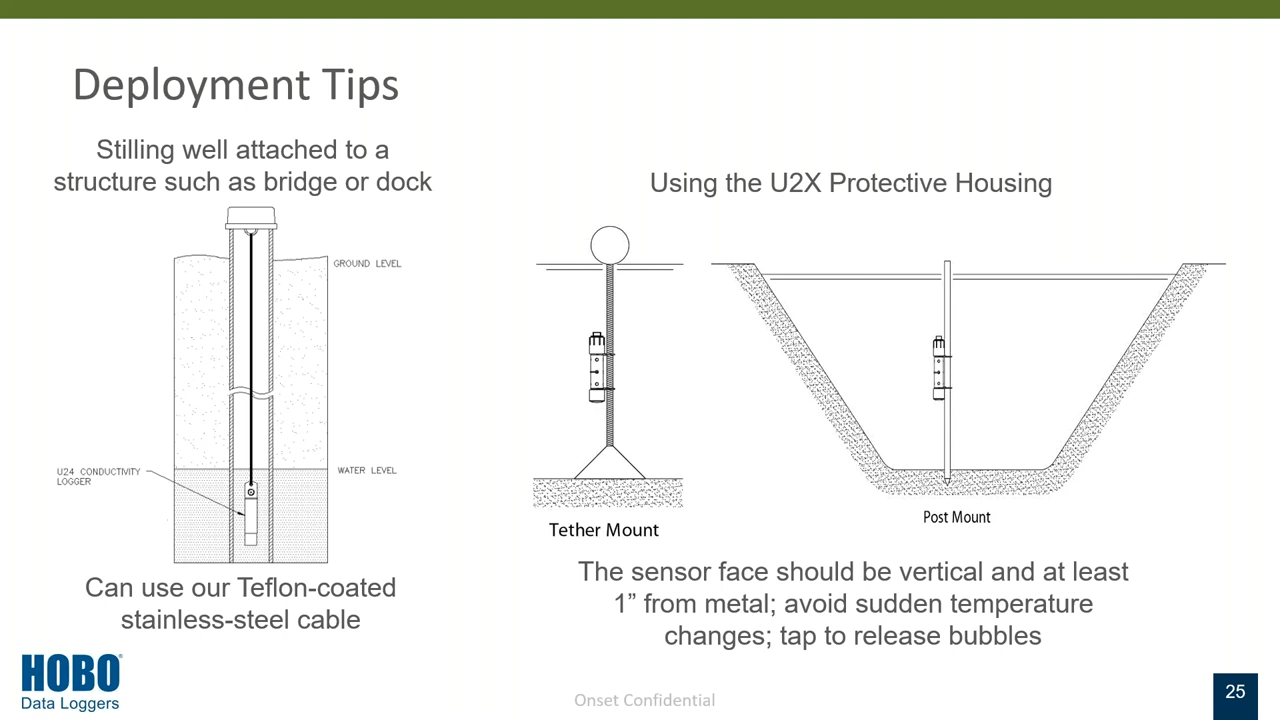 Deployment Tips
Stilling well attached to a
structure such as bridge or dock
GROUND LEVEL
U24 CONDUCTIVITY
LOGGER
WATER LEVEL
Can use our Teflon-coated
stainless-steel cable
Using the U2X Protective Housing
Tether Mount
Post Mount
The sensor face should be vertical and at least
1” from metal; avoid sudden temperature
changes; tap to release bubbles
HOBO®
Data Loggers
Onset Confidential
25